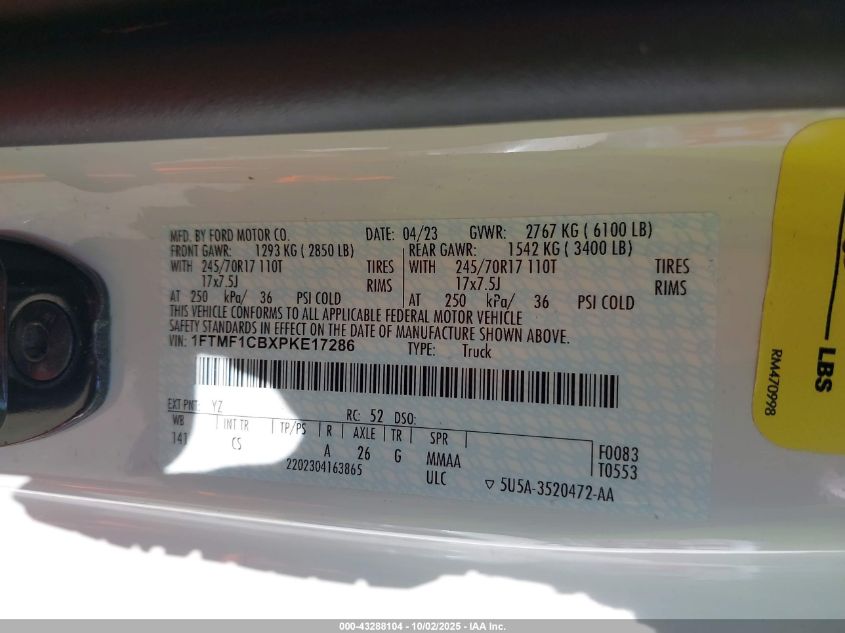 MFD. BY FORD MOTOR CO. DATE: 04/23 GVWR: 2767 KG ( 6100 LB)
FRONT GAWR: 1293 KG ( 2850 LB) REAR GAWR: 1542 KG ( 3400 LB)
WITH 245/70R17 110T TIRES WITH 245/70R17 110T TIRES
17x7.5J RIMS 17x7.5J RIMS
AT 250 kPa/ 36 PSI COLD AT 250 kPa/ 36 PSI COLD
THIS VEHICLE CONFORMS TO ALL APPLICABLE FEDERAL MOTOR VEHICLE
SAFETY STANDARDS IN EFFECT ON THE DATE OF MANUFACTURE SHOWN ABOVE.
VIN: 1FTMF1CBXPKE17286 TYPE: Truck
EXT PNT: YZ RC: 52 DSO:
WB INT TR TP/PS R AXLE TR SPR
141 CS A 26 G MMAA F0083
2202304163865 ULC T0553
▽ 5U5A-3520472-AA
LBS
RM470998
000-43288104 - 10/02/2025 - IAA Inc.